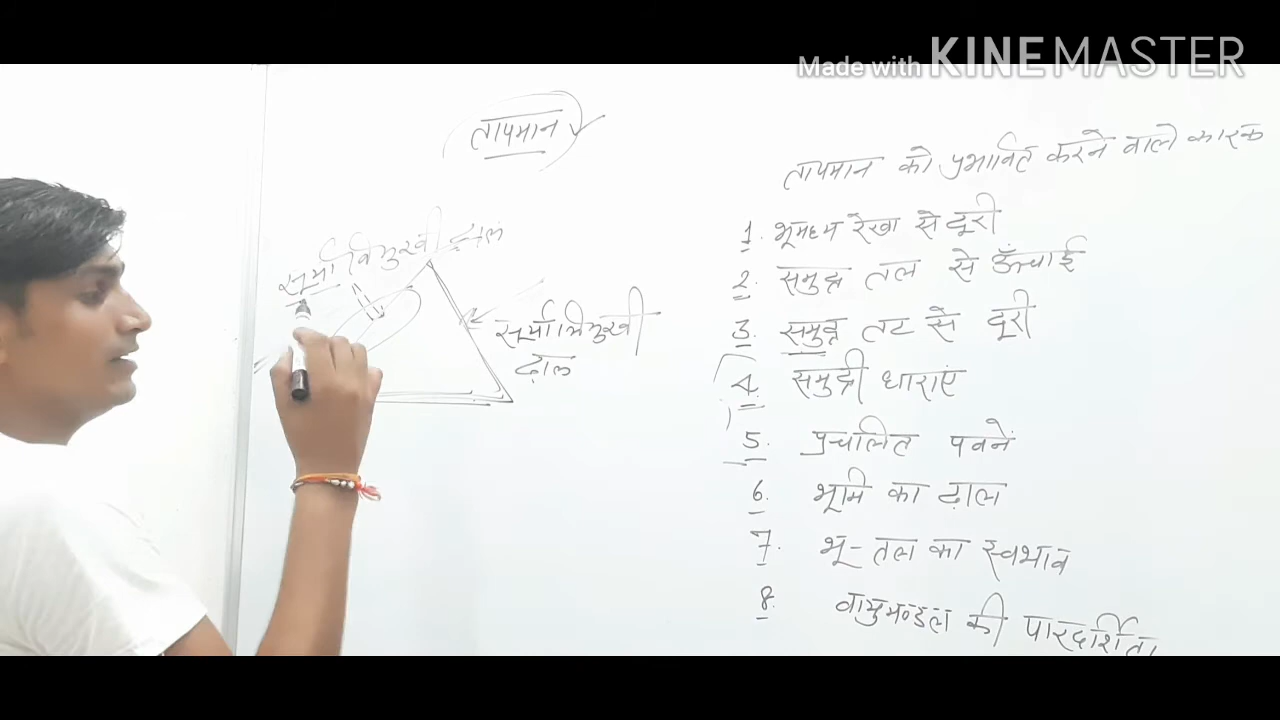 Made with KINEMASTER
तापमान
तापमान को प्रभावित करने वाले कारक
1. भूमध्य रेखा से दूरी
2. समुद्र तल से ऊँचाई
3. समुद्र तट से दूरी
4. समुद्री धाराएं
5. प्रचलित पवनें
6. भूमि का ढ़ाल
7. भू-तल का स्वभाव
8. वायुमण्डल की पारदर्शिता
सूर्या विमुखी ढ़ाल
सूर्याभिमुखी
ढ़ाल